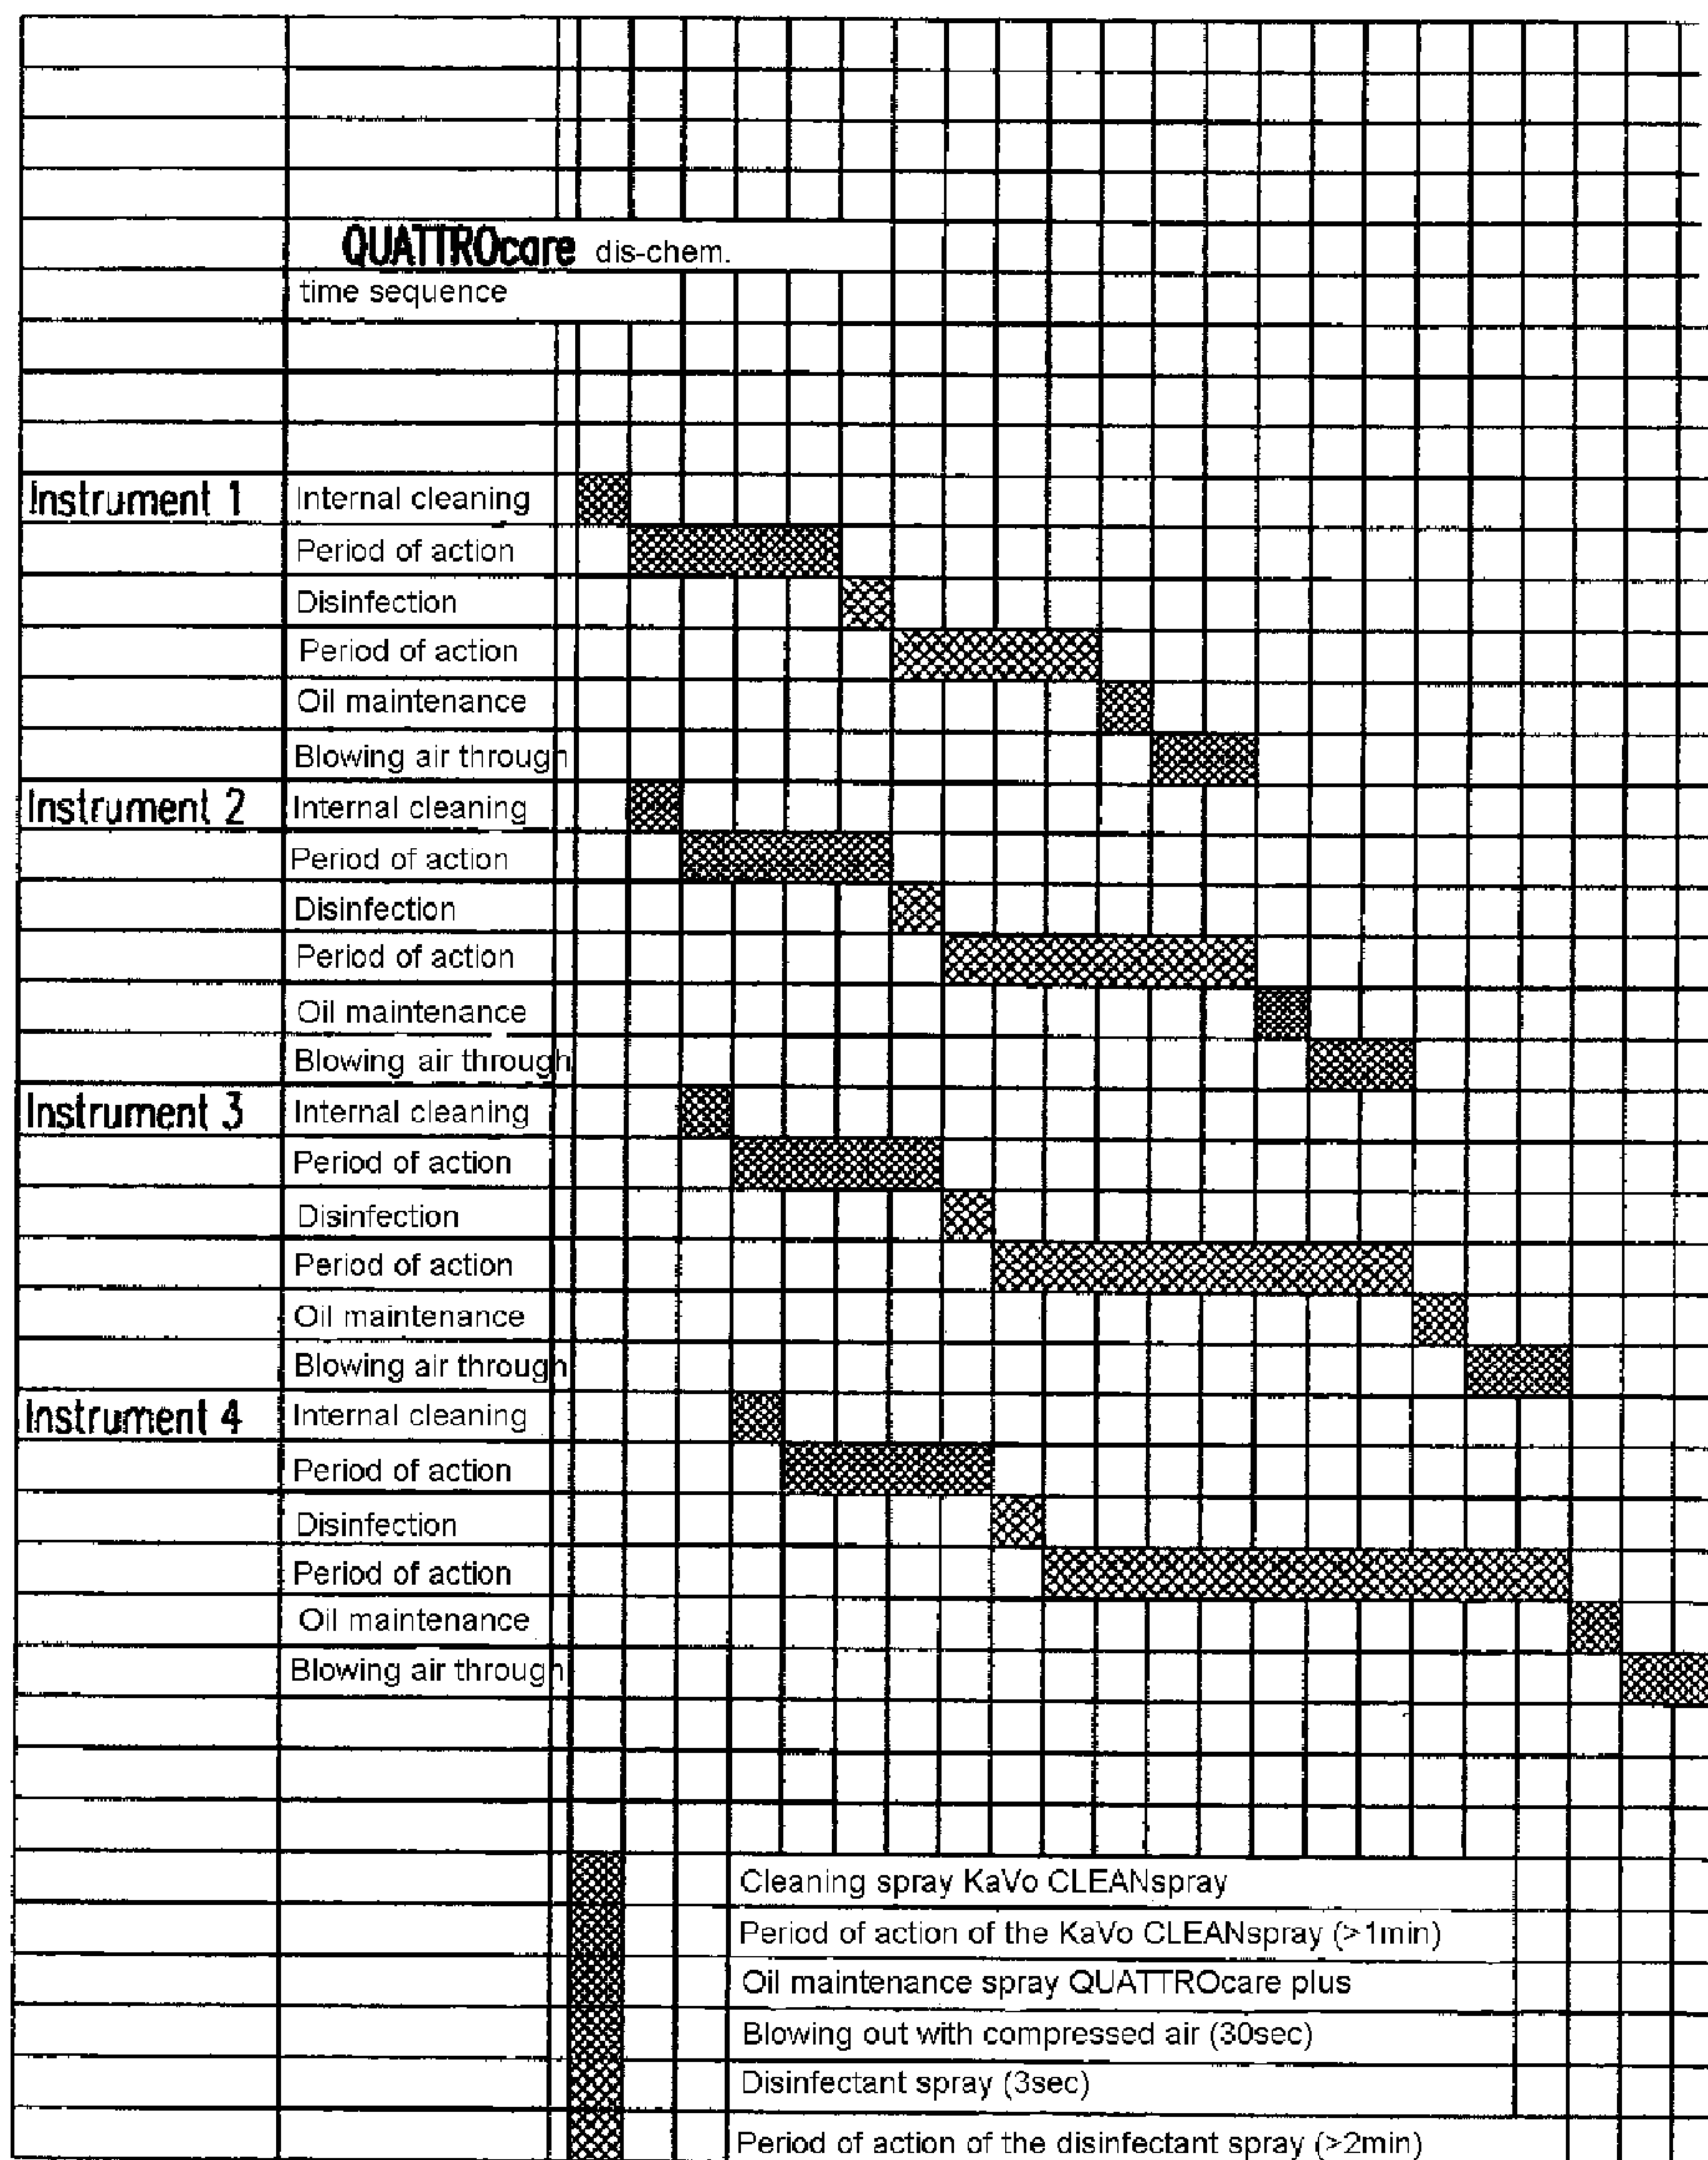 QUATTROcare dis-chem.
time sequence
Instrument 1 Internal cleaning
Period of action
Disinfection
Period of action
Oil maintenance
Blowing air through
Instrument 2 Internal cleaning
Period of action
Disinfection
Period of action
Oil maintenance
Blowing air through
Instrument 3 Internal cleaning
Period of action
Disinfection
Period of action
Oil maintenance
Blowing air through
Instrument 4 Internal cleaning
Period of action
Disinfection
Period of action
Oil maintenance
Blowing air through
Cleaning spray KaVo CLEANspray
Period of action of the KaVo CLEANspray (>1min)
Oil maintenance spray QUATTROcare plus
Blowing out with compressed air (30sec)
Disinfectant spray (3sec)
Period of action of the disinfectant spray (>2min)